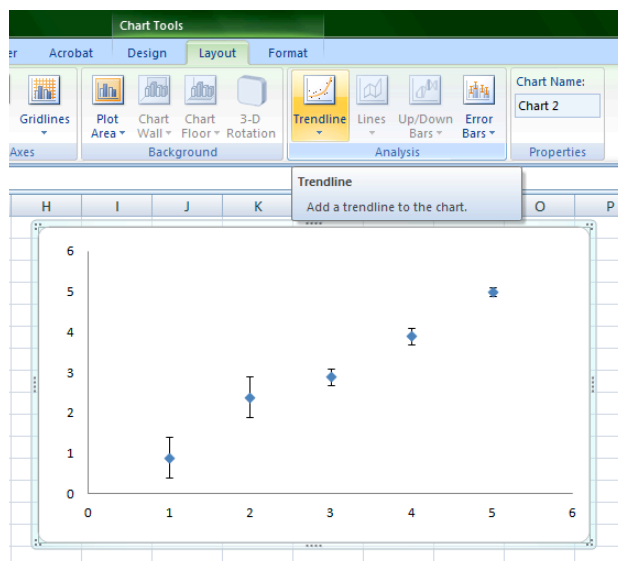 Chart Tools
er Acrobat Design Layout Format
Gridlines
Plot Area
Chart Wall
Chart Floor
3-D Rotation
Trendline
Lines
Up/Down Bars
Error Bars
Chart Name:
Chart 2
Axes Background Analysis Properties
Trendline
Add a trendline to the chart.
H I J K O P
6
5
4
3
2
1
0
0 1 2 3 4 5 6